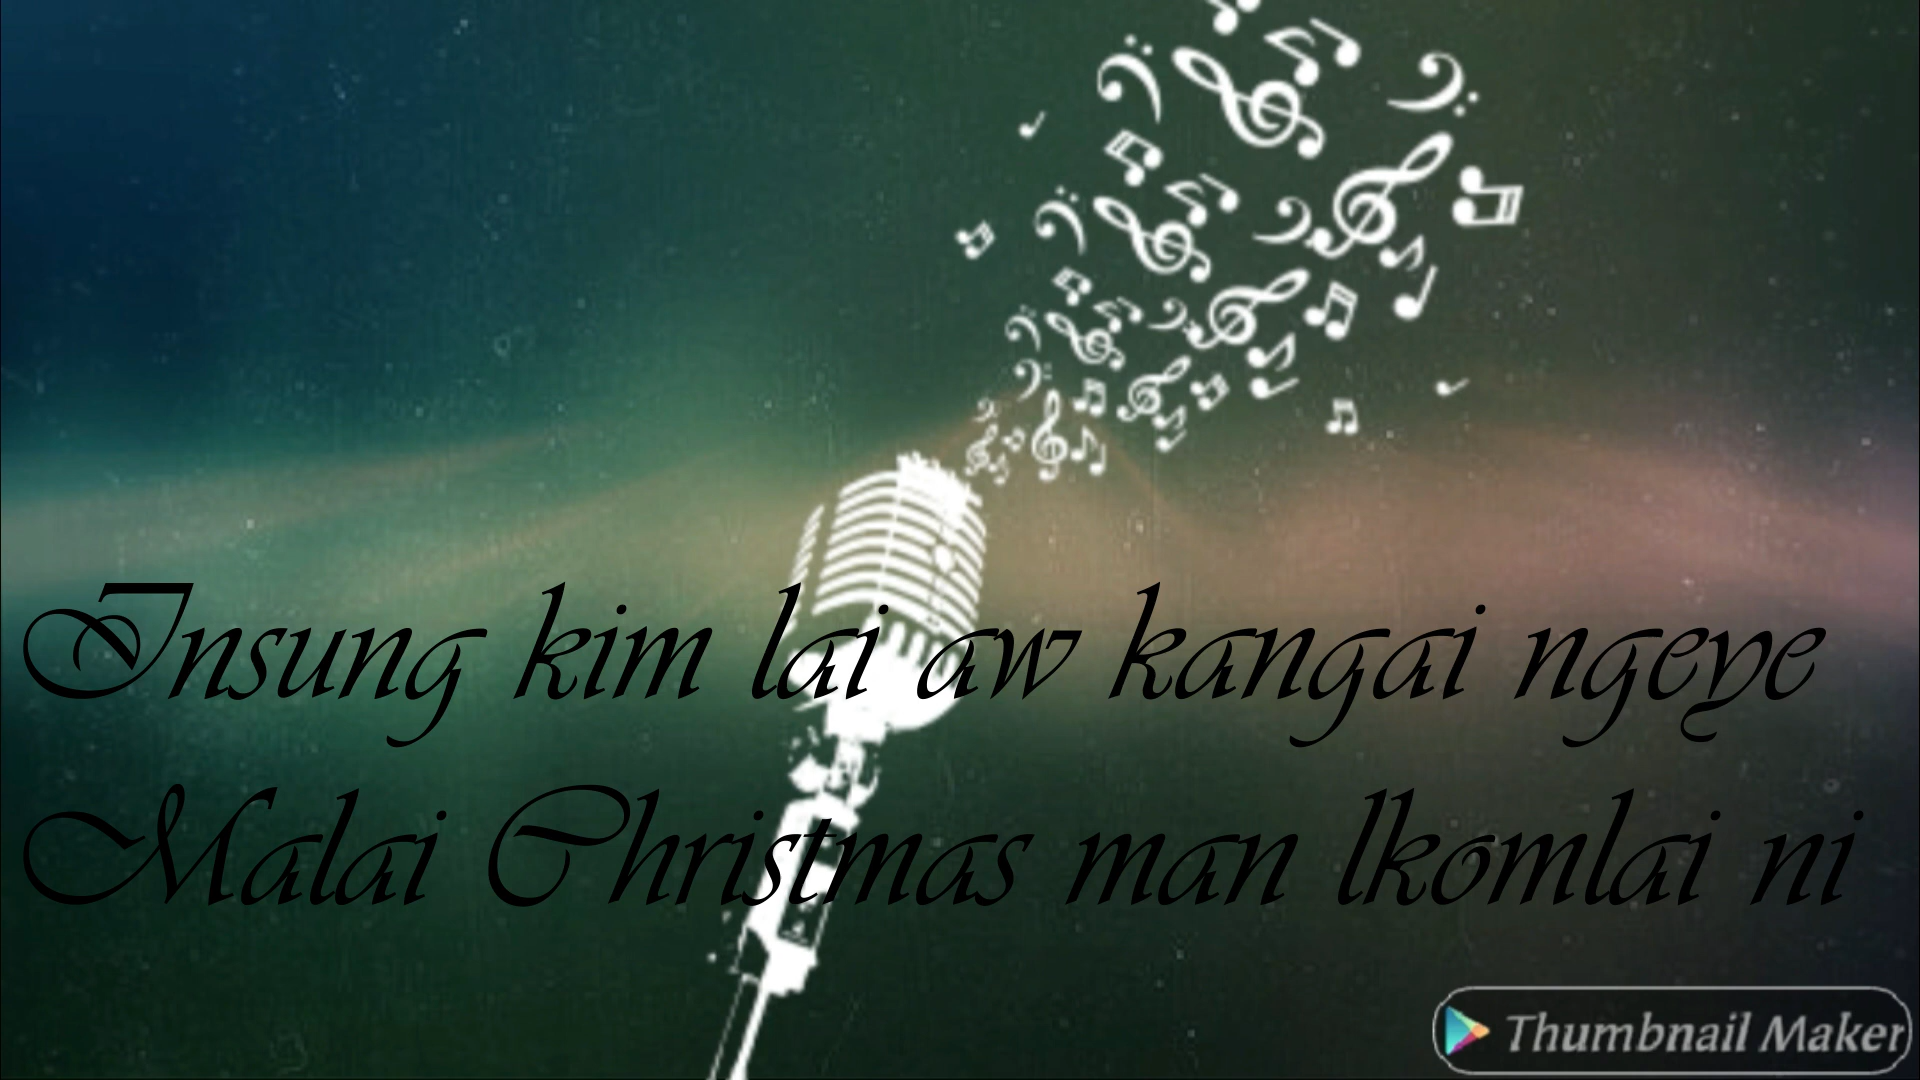 Insung kim lai aw kangai ngeye
Malai Christmas man lkomlai ni
Thumbnail Maker